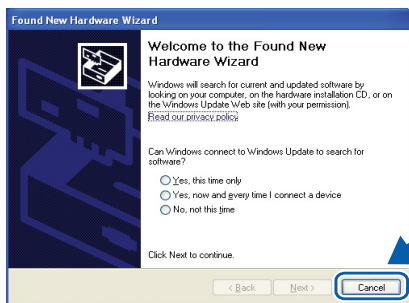 Found New Hardware Wizard
Welcome to the Found New
Hardware Wizard
Windows will search for current and updated software by
looking on your computer, on the hardware installation CD, or on
the Windows Update Web site (with your permission).
Read our privacy policy
Can Windows connect to Windows Update to search for
software?
Yes, this time only
Yes, now and every time I connect a device
No, not this time
Click Next to continue.
< Back
Next >
Cancel